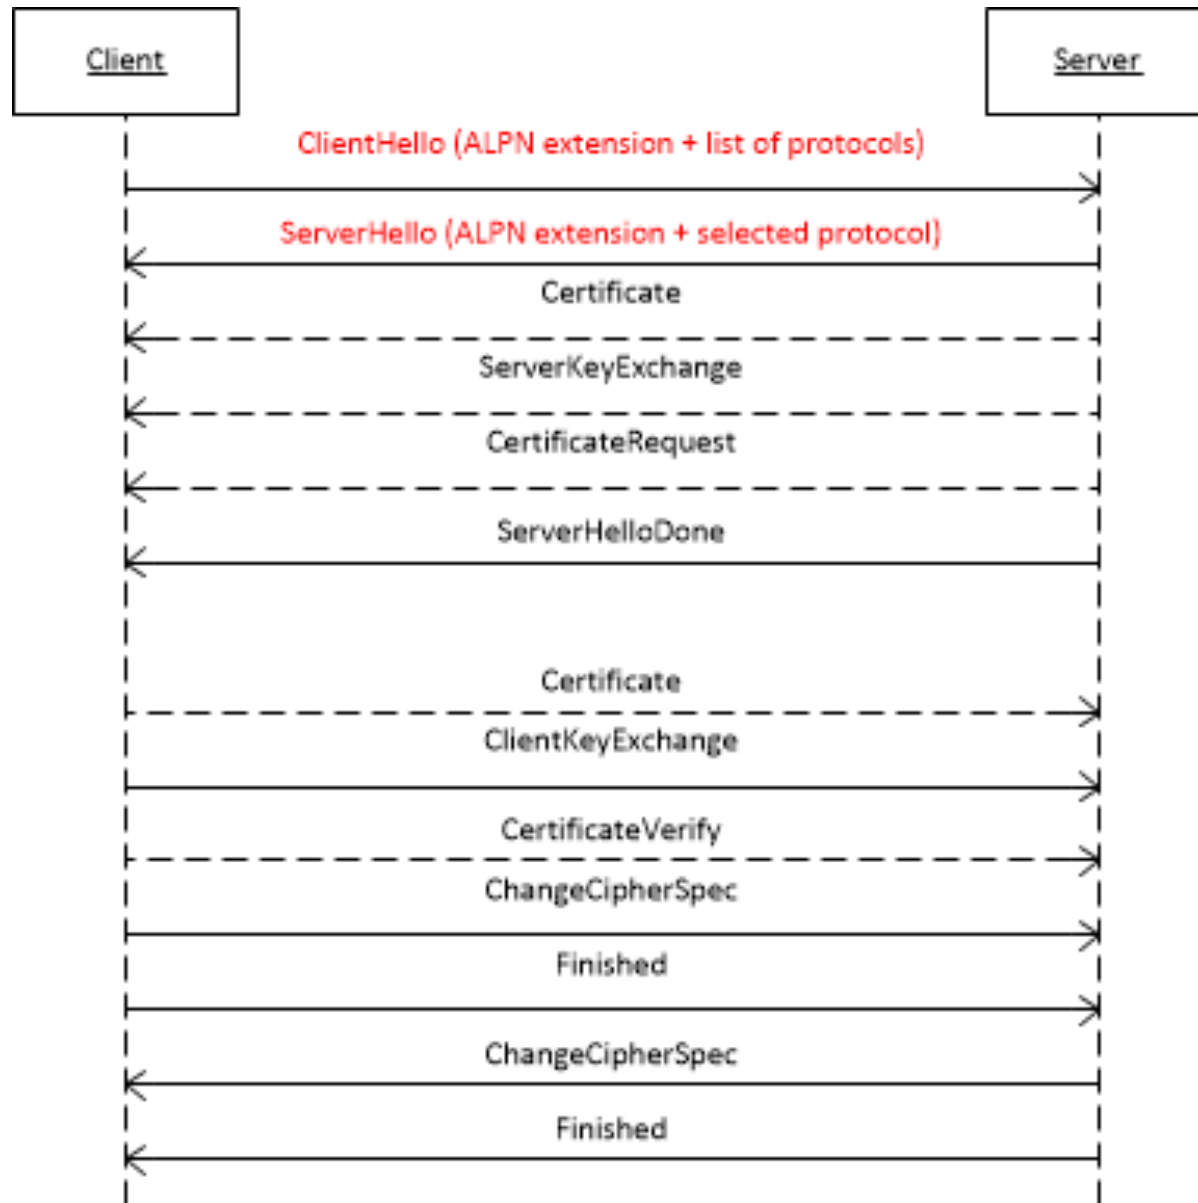 Client
Server
ClientHello (ALPN extension + list of protocols)
ServerHello (ALPN extension + selected protocol)
Certificate
ServerKeyExchange
CertificateRequest
ServerHelloDone
Certificate
ClientKeyExchange
CertificateVerify
ChangeCipherSpec
Finished
ChangeCipherSpec
Finished